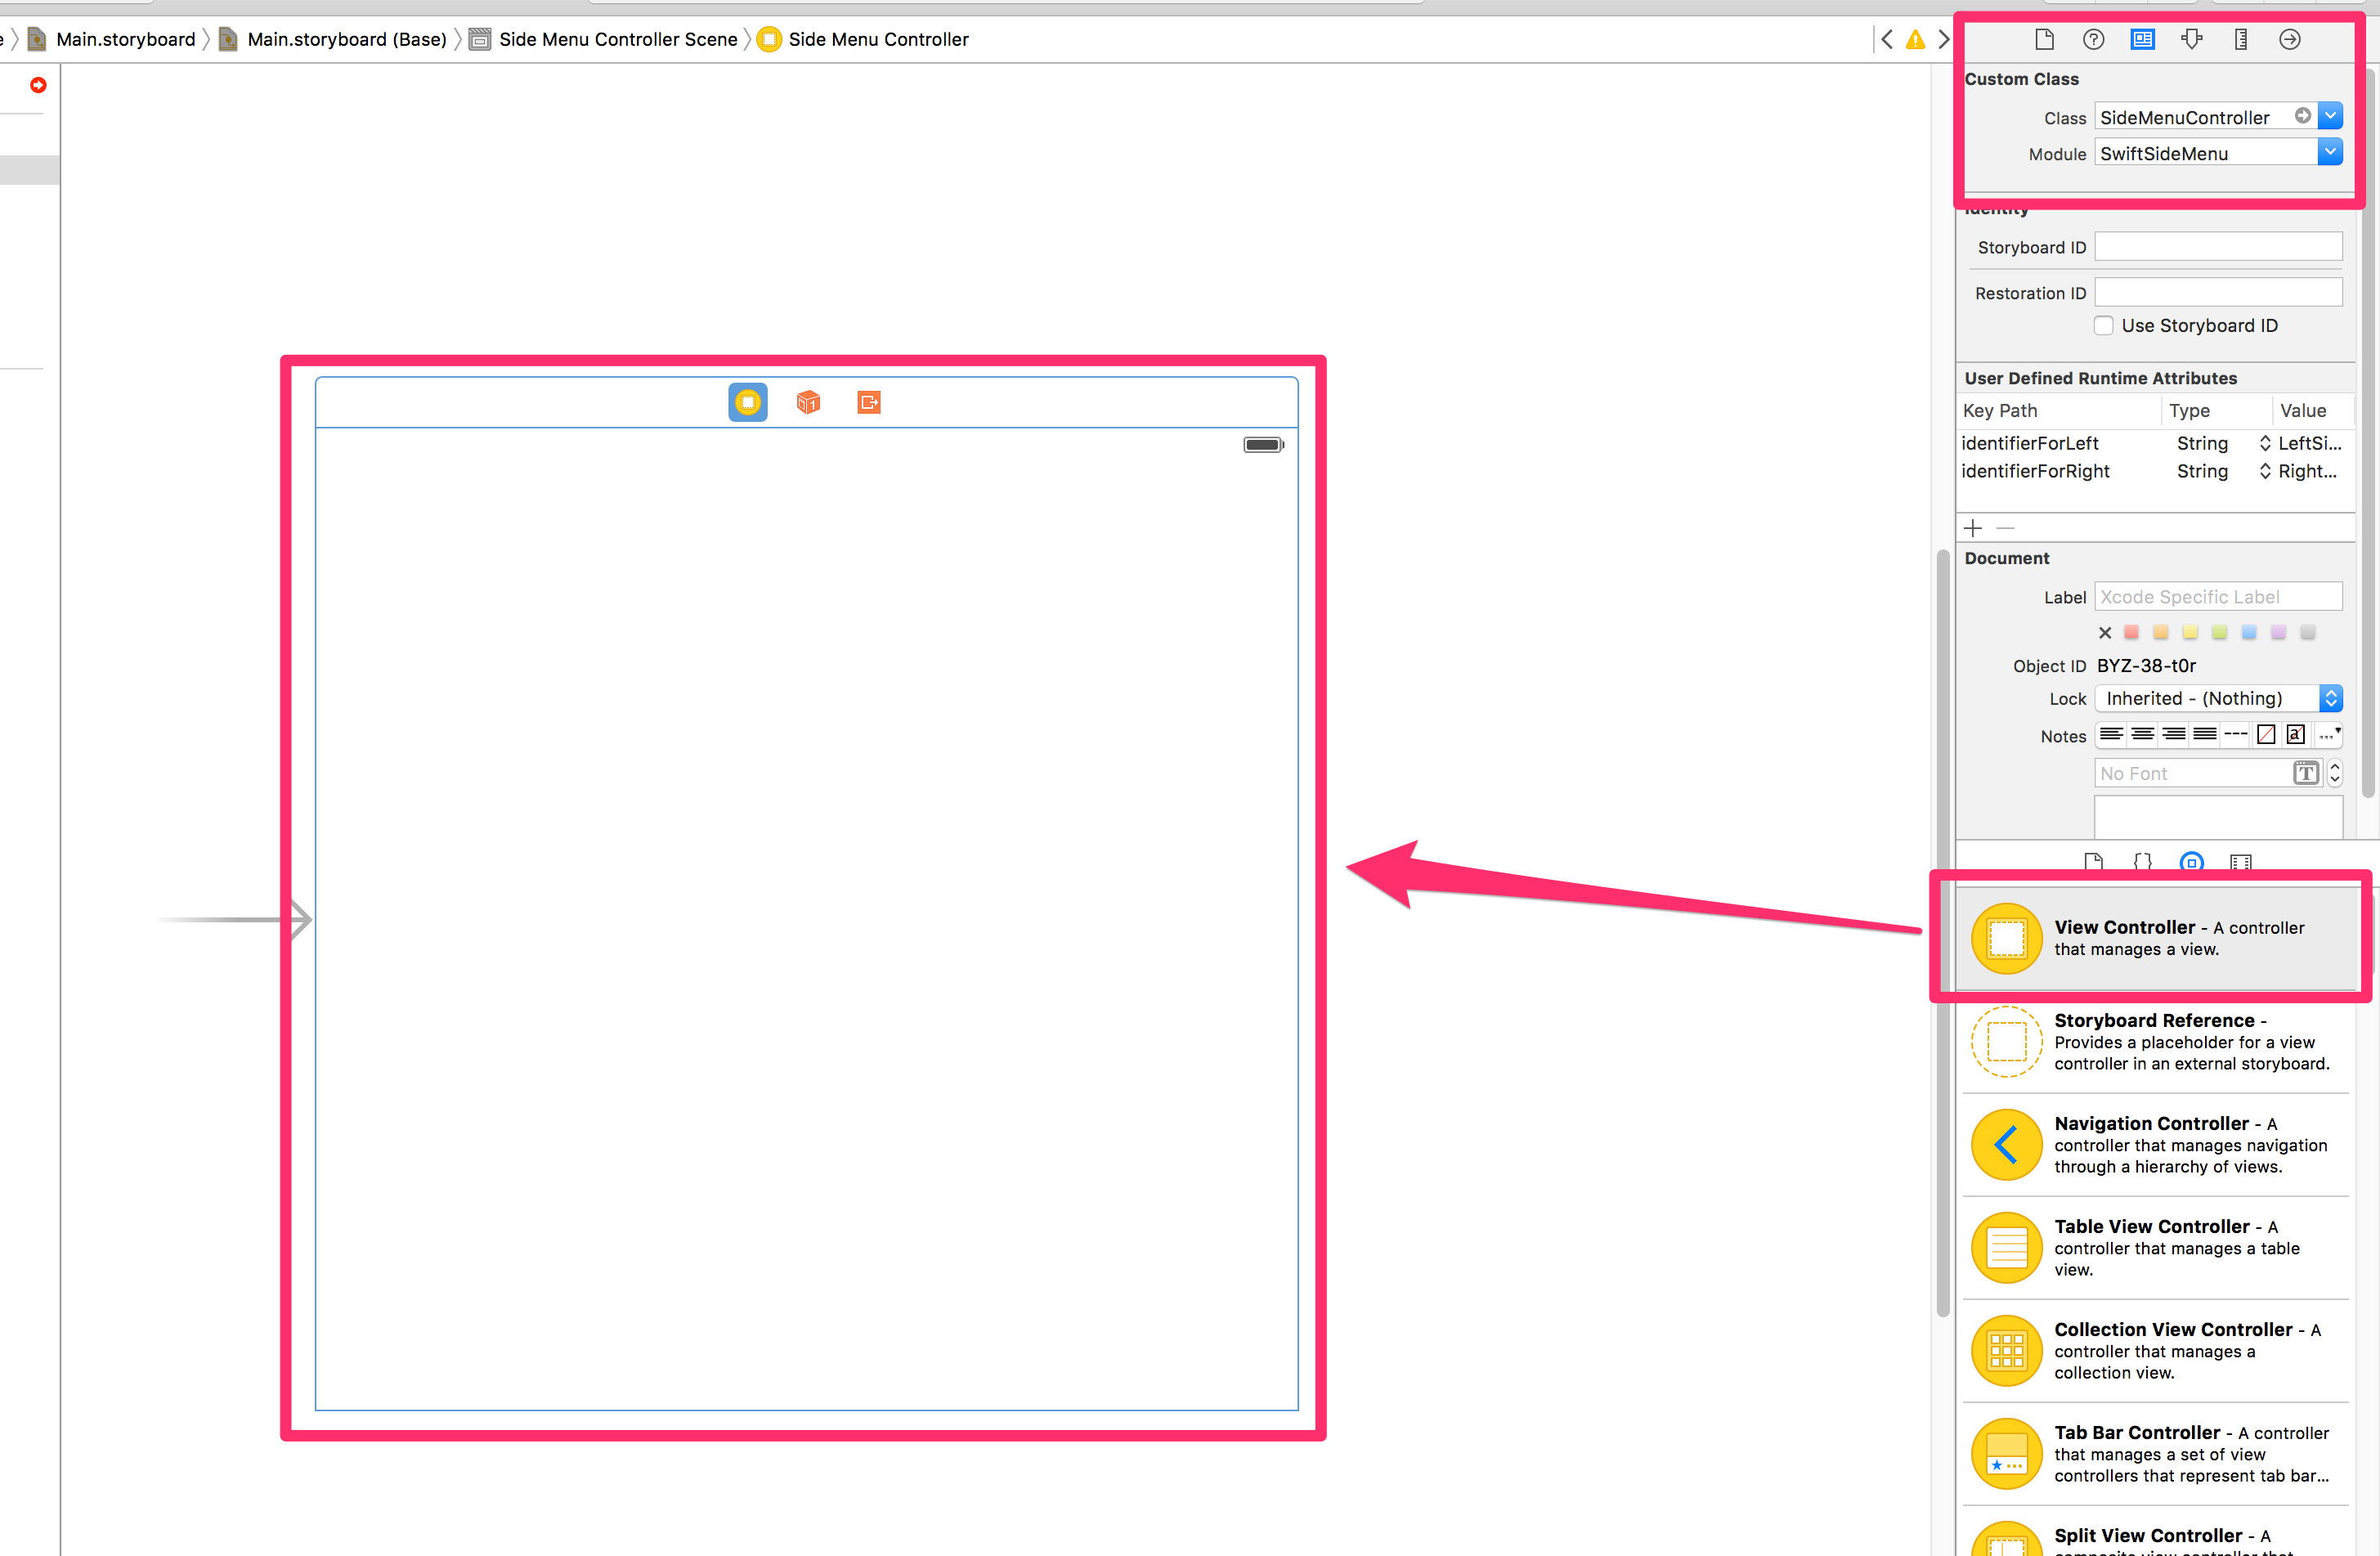 Main.storyboard
Main.storyboard (Base)
Side Menu Controller Scene
Side Menu Controller
Custom Class
Class SideMenuController
Module SwiftSideMenu
Identity
Storyboard ID
Restoration ID
Use Storyboard ID
User Defined Runtime Attributes
Key Path Type Value
identifierForLeft String LeftSi...
identifierForRight String Right...
Document
Label Xcode Specific Label
Object ID BYZ-38-t0r
Lock Inherited - (Nothing)
Notes
No Font
View Controller - A controller
that manages a view.
Storyboard Reference -
Provides a placeholder for a view
controller in an external storyboard.
Navigation Controller - A
controller that manages navigation
through a hierarchy of views.
Table View Controller - A
controller that manages a table
view.
Collection View Controller - A
controller that manages a
collection view.
Tab Bar Controller - A controller
that manages a set of view
controllers that represent tab bar...
Split View Controller - A
composite view controller that